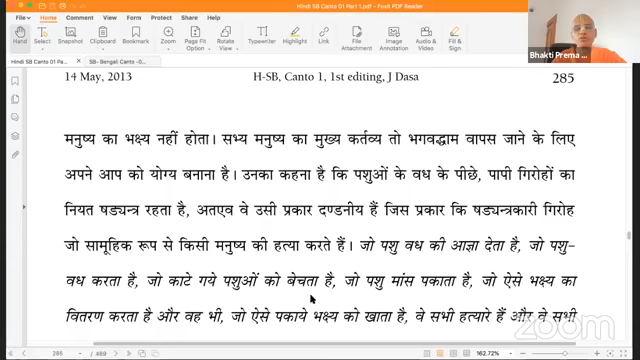 Hindi SB Canto 01 Part 1.pdf - Foxit PDF Reader
File Home Comment View Form Protect Share Help
Hand Select Snapshot Bookmark Zoom Page Fit Option Rotate View Typewriter Highlight Link File Attachment Image Annotation Audio & Video Fill & Sign
Bhakti Prema
Hindi SB Canto 01 Pa... SB- Bengali Canto -0...
14 May, 2013 H-SB, Canto 1, 1st editing, J Dasa 285
मनुष्य का भक्ष्य नहीं होता। सभ्य मनुष्य का मुख्य कर्तव्य तो भगवद्धाम वापस जाने के लिए
अपने आप को योग्य बनाना है। उनका कहना है कि पशुओं के वध के पीछे, पापी गिरोहों का
नियत षड्यन्त्र रहता है, अतएव वे उसी प्रकार दण्डनीय हैं जिस प्रकार कि षड्यन्त्रकारी गिरोह
जो सामूहिक रूप से किसी मनुष्य की हत्या करते हैं। जो पशु वध की आज्ञा देता है, जो पशु-
वध करता है, जो काटे गये पशुओं को बेचता है, जो पशु मांस पकाता है, जो ऐसे भक्ष्य का
वितरण करता है और वह भी, जो ऐसे पकाये भक्ष्य को खाता है, वे सभी हत्यारे हैं और वे सभी
zoom
285 / 489 162.72%